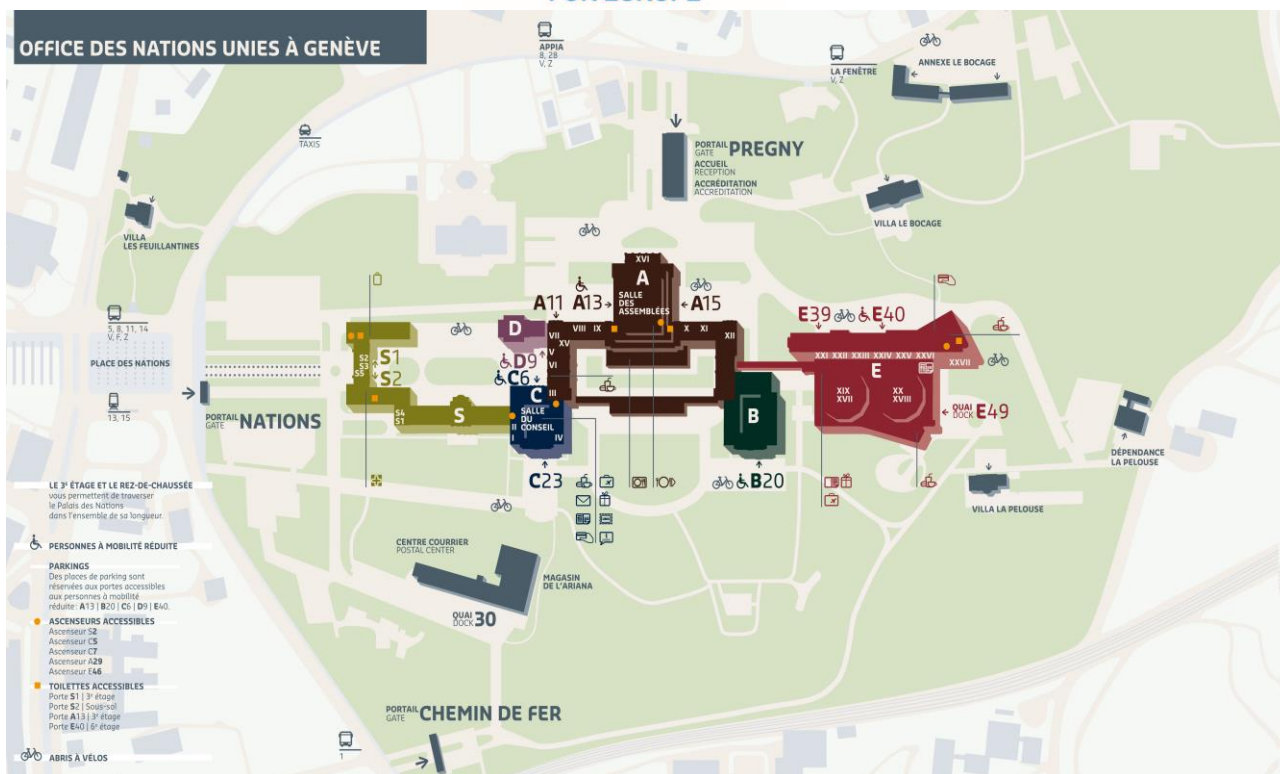 OFFICE DES NATIONS UNIES À GENÈVE
APPIA
8, 28
V, Z
LA FENÊTRE
V, Z
ANNEXE LE BOCAGE
TAXIS
PORTAIL
GATE
PREGNY
ACCUEIL
RECEPTION
ACCRÉDITATION
ACCREDITATION
VILLA LE BOCAGE
VILLA
LES FEUILLANTINES
5, 8, 11, 14
V, F, Z
PLACE DES NATIONS
13, 15
PORTAIL
GATE
NATIONS
XVI
A
SALLE
DES
ASSEMBLÉES
A11
A13
A15
VIII IX
X XI
VII
XV
V
VI
III
XII
D
D9
C6
C
SALLE
DU
CONSEIL
II
I
IV
C23
S2
S3
S5
S1
S2
S4
S1
S
B
B20
E39
E40
XXI XXII XXIII XXIV XXV XXVI
XXVII
E
XIX
XVII
XX
XVIII
QUAI
DOCK
E49
DÉPENDANCE
LA PELOUSE
VILLA LA PELOUSE
CENTRE COURRIER
POSTAL CENTER
MAGASIN
DE L'ARIANA
QUAI
DOCK
30
PORTAIL
GATE
CHEMIN DE FER
1
LE 3ᵉ ÉTAGE ET LE REZ-DE-CHAUSSÉE
vous permettent de traverser
le Palais des Nations
dans l'ensemble de sa longueur.
PERSONNES À MOBILITÉ RÉDUITE
PARKINGS
Des places de parking sont
réservées aux portes accessibles
aux personnes à mobilité
réduite: A13 | B20 | C6 | D9 | E40.
ASCENSEURS ACCESSIBLES
Ascenseur S2
Ascenseur C5
Ascenseur C7
Ascenseur A29
Ascenseur E46
TOILETTES ACCESSIBLES
Porte S1 | 3ᵉ étage
Porte S2 | Sous-sol
Porte A13 | 3ᵉ étage
Porte E40 | 6ᵉ étage
ABRIS À VÉLOS